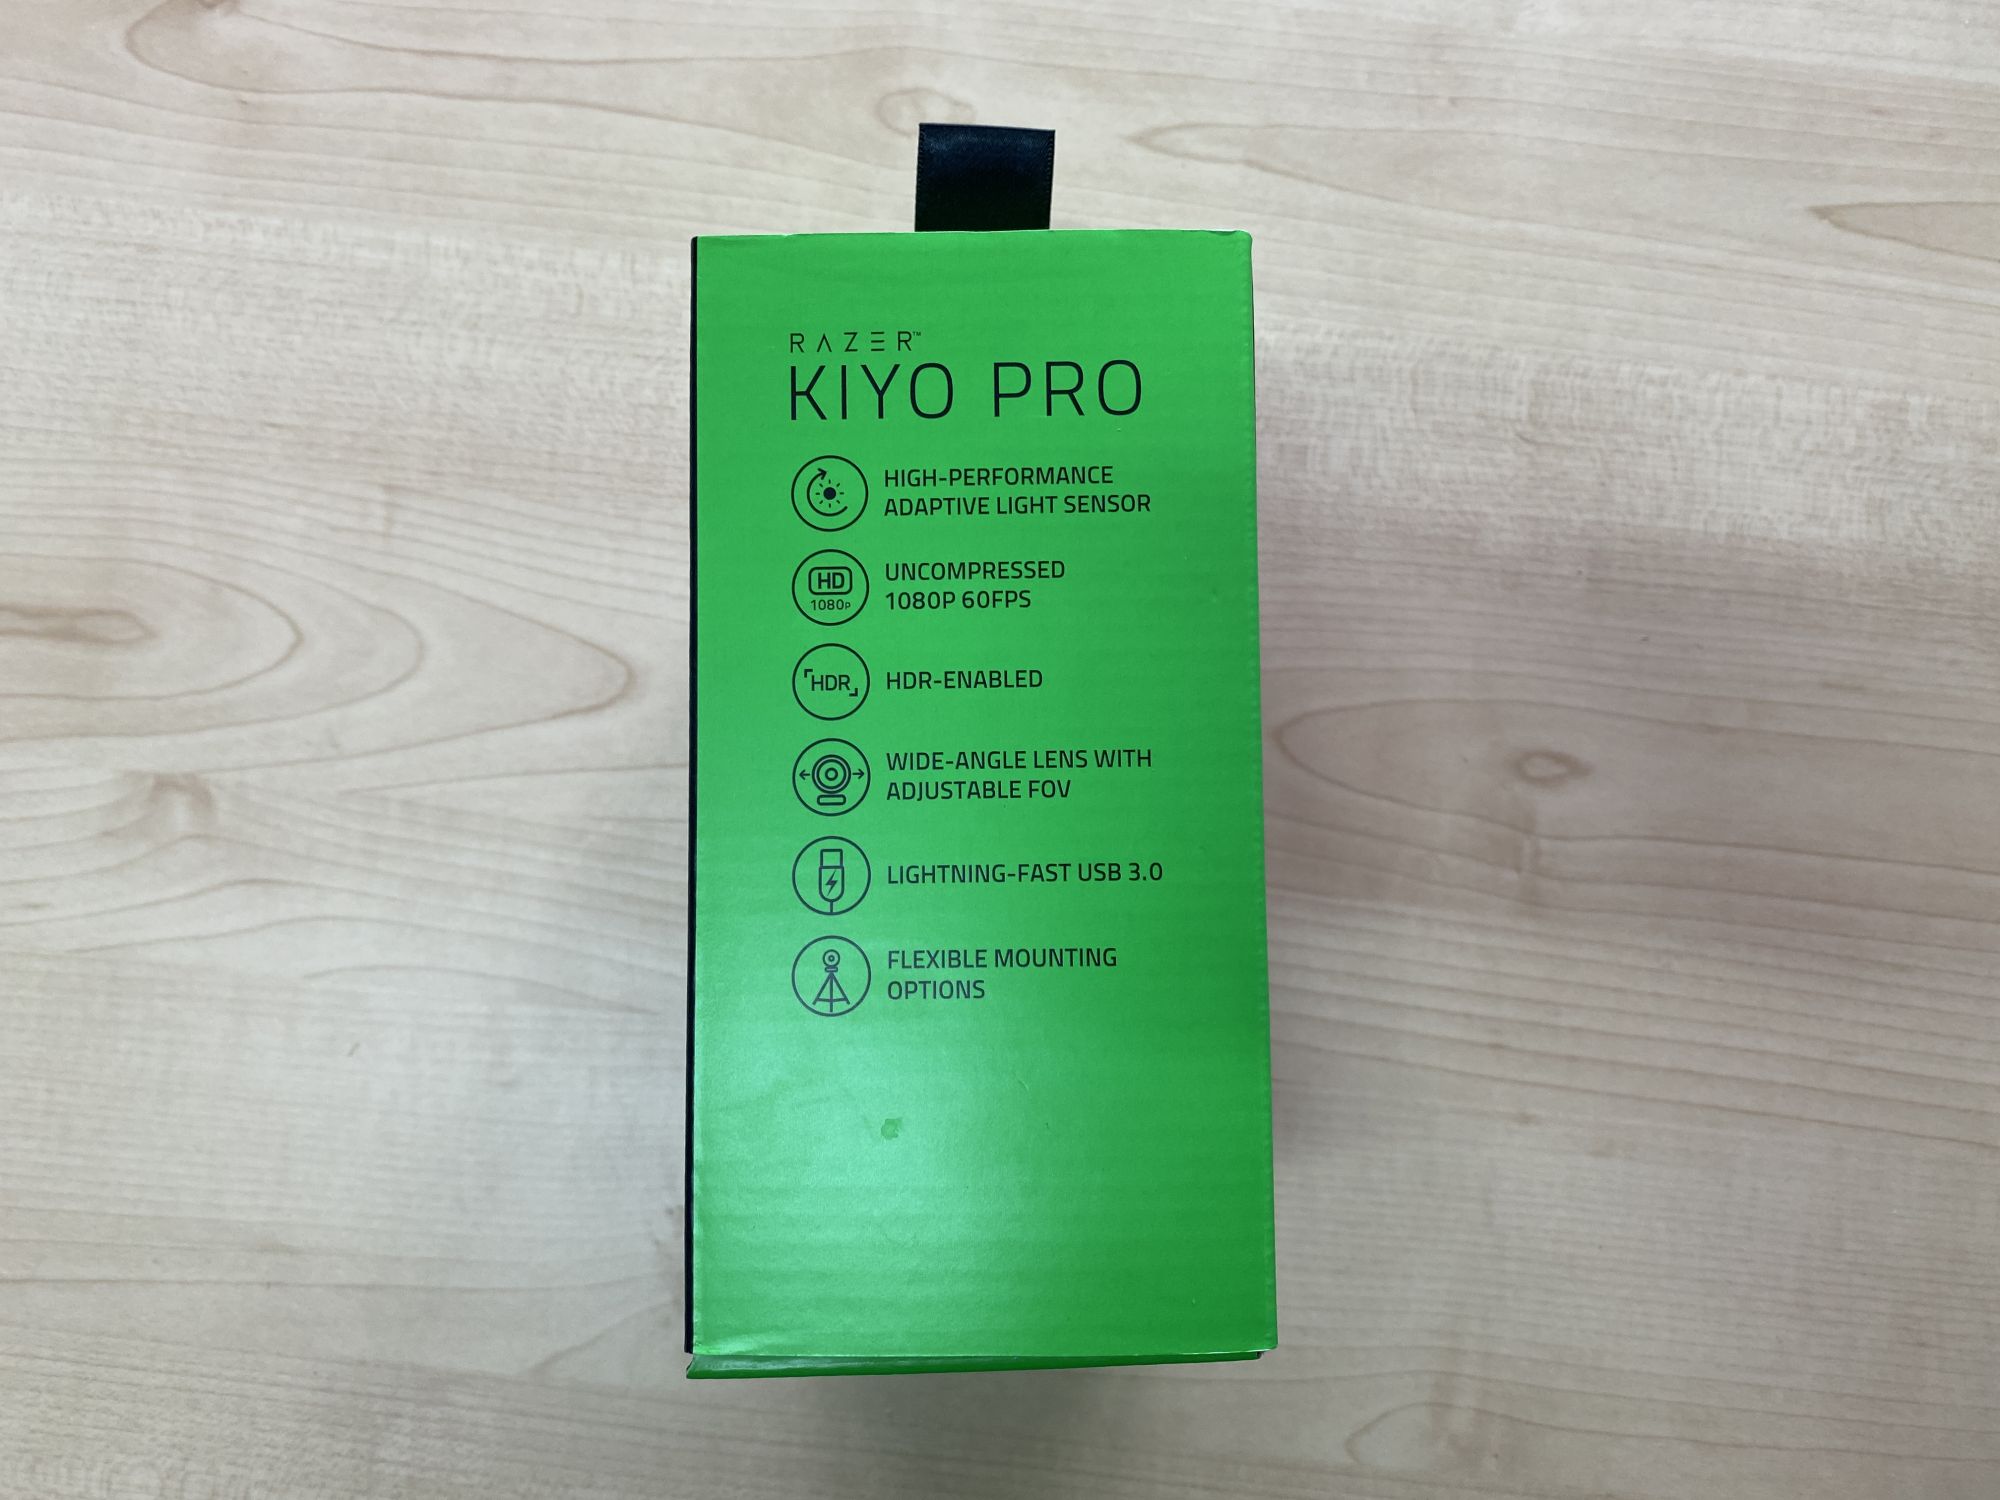 RAZER™
KIYO PRO
HIGH-PERFORMANCE
ADAPTIVE LIGHT SENSOR
HD
1080P
UNCOMPRESSED
1080P 60FPS
HDR
HDR-ENABLED
WIDE-ANGLE LENS WITH
ADJUSTABLE FOV
LIGHTNING-FAST USB 3.0
FLEXIBLE MOUNTING
OPTIONS